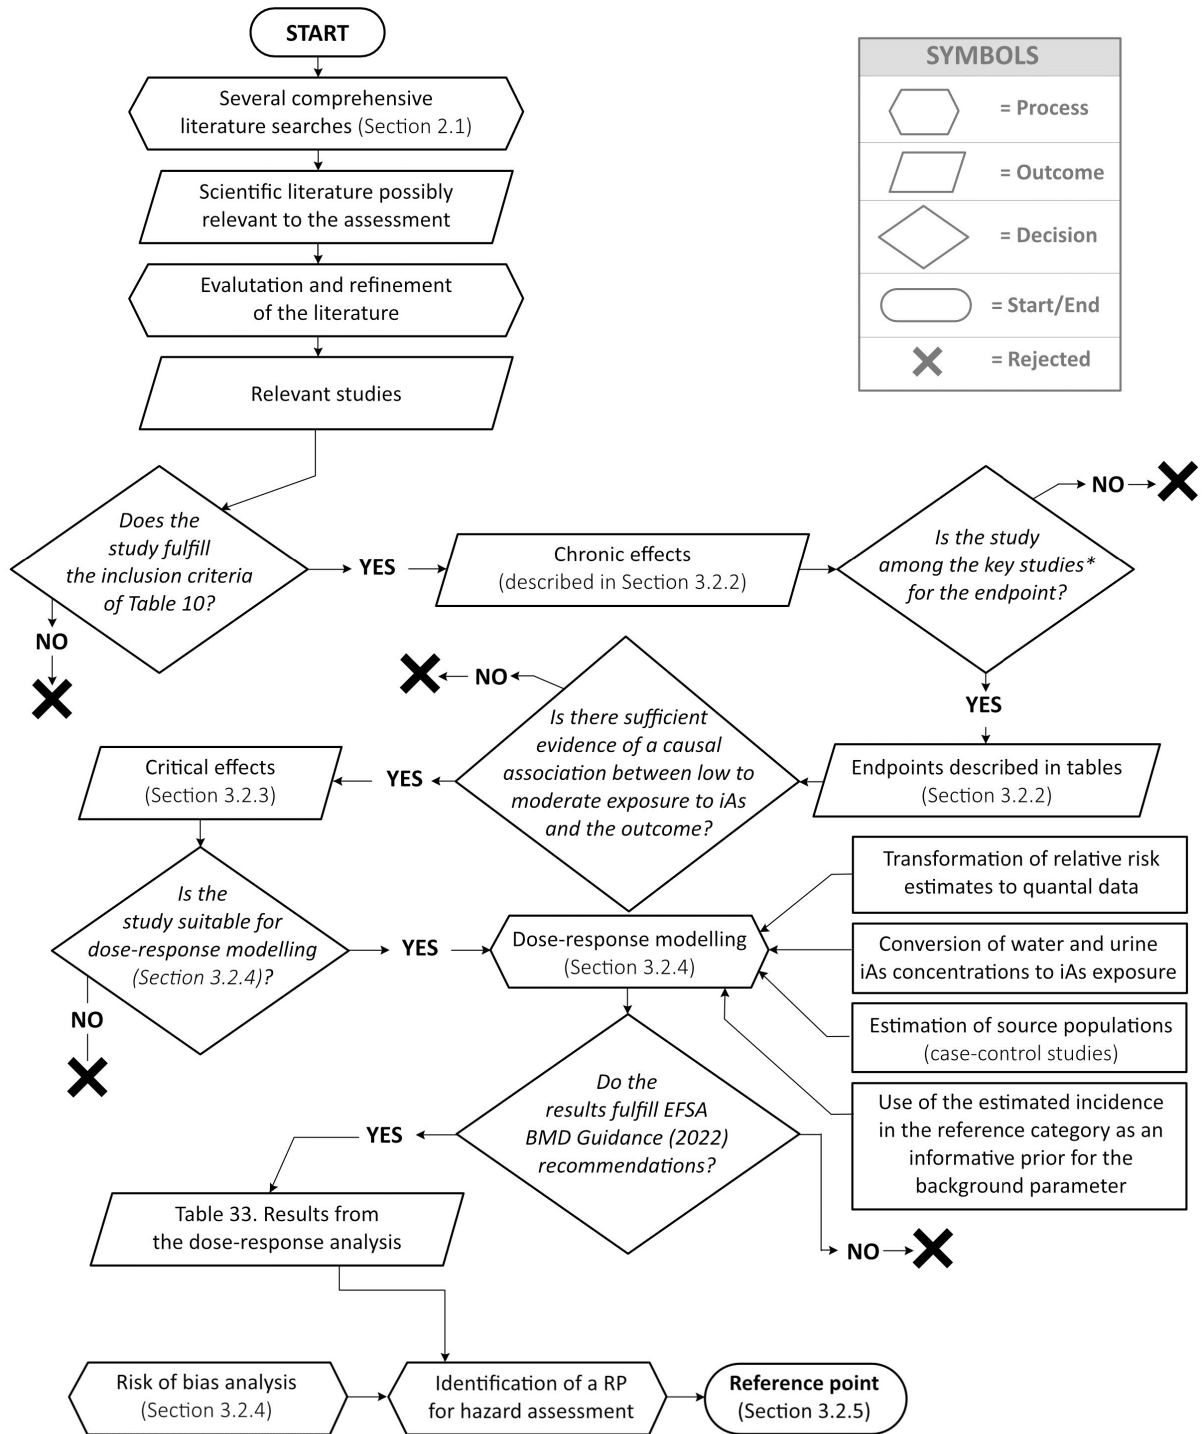 START
Several comprehensive
literature searches (Section 2.1)
Scientific literature possibly
relevant to the assessment
Evalutation and refinement
of the literature
Relevant studies
SYMBOLS
= Process
= Outcome
= Decision
= Start/End
= Rejected
Does the
study fulfill
the inclusion criteria
of Table 10?
NO
YES
Chronic effects
(described in Section 3.2.2)
Is the study
among the key studies*
for the endpoint?
NO
YES
Endpoints described in tables
(Section 3.2.2)
Is there sufficient
evidence of a causal
association between low to
moderate exposure to iAs
and the outcome?
NO
YES
Critical effects
(Section 3.2.3)
Is the
study suitable for
dose-response modelling
(Section 3.2.4)?
NO
YES
Dose-response modelling
(Section 3.2.4)
Transformation of relative risk
estimates to quantal data
Conversion of water and urine
iAs concentrations to iAs exposure
Estimation of source populations
(case-control studies)
Use of the estimated incidence
in the reference category as an
informative prior for the
background parameter
Do the
results fulfill EFSA
BMD Guidance (2022)
recommendations?
YES
NO
Table 33. Results from
the dose-response analysis
Risk of bias analysis
(Section 3.2.4)
Identification of a RP
for hazard assessment
Reference point
(Section 3.2.5)